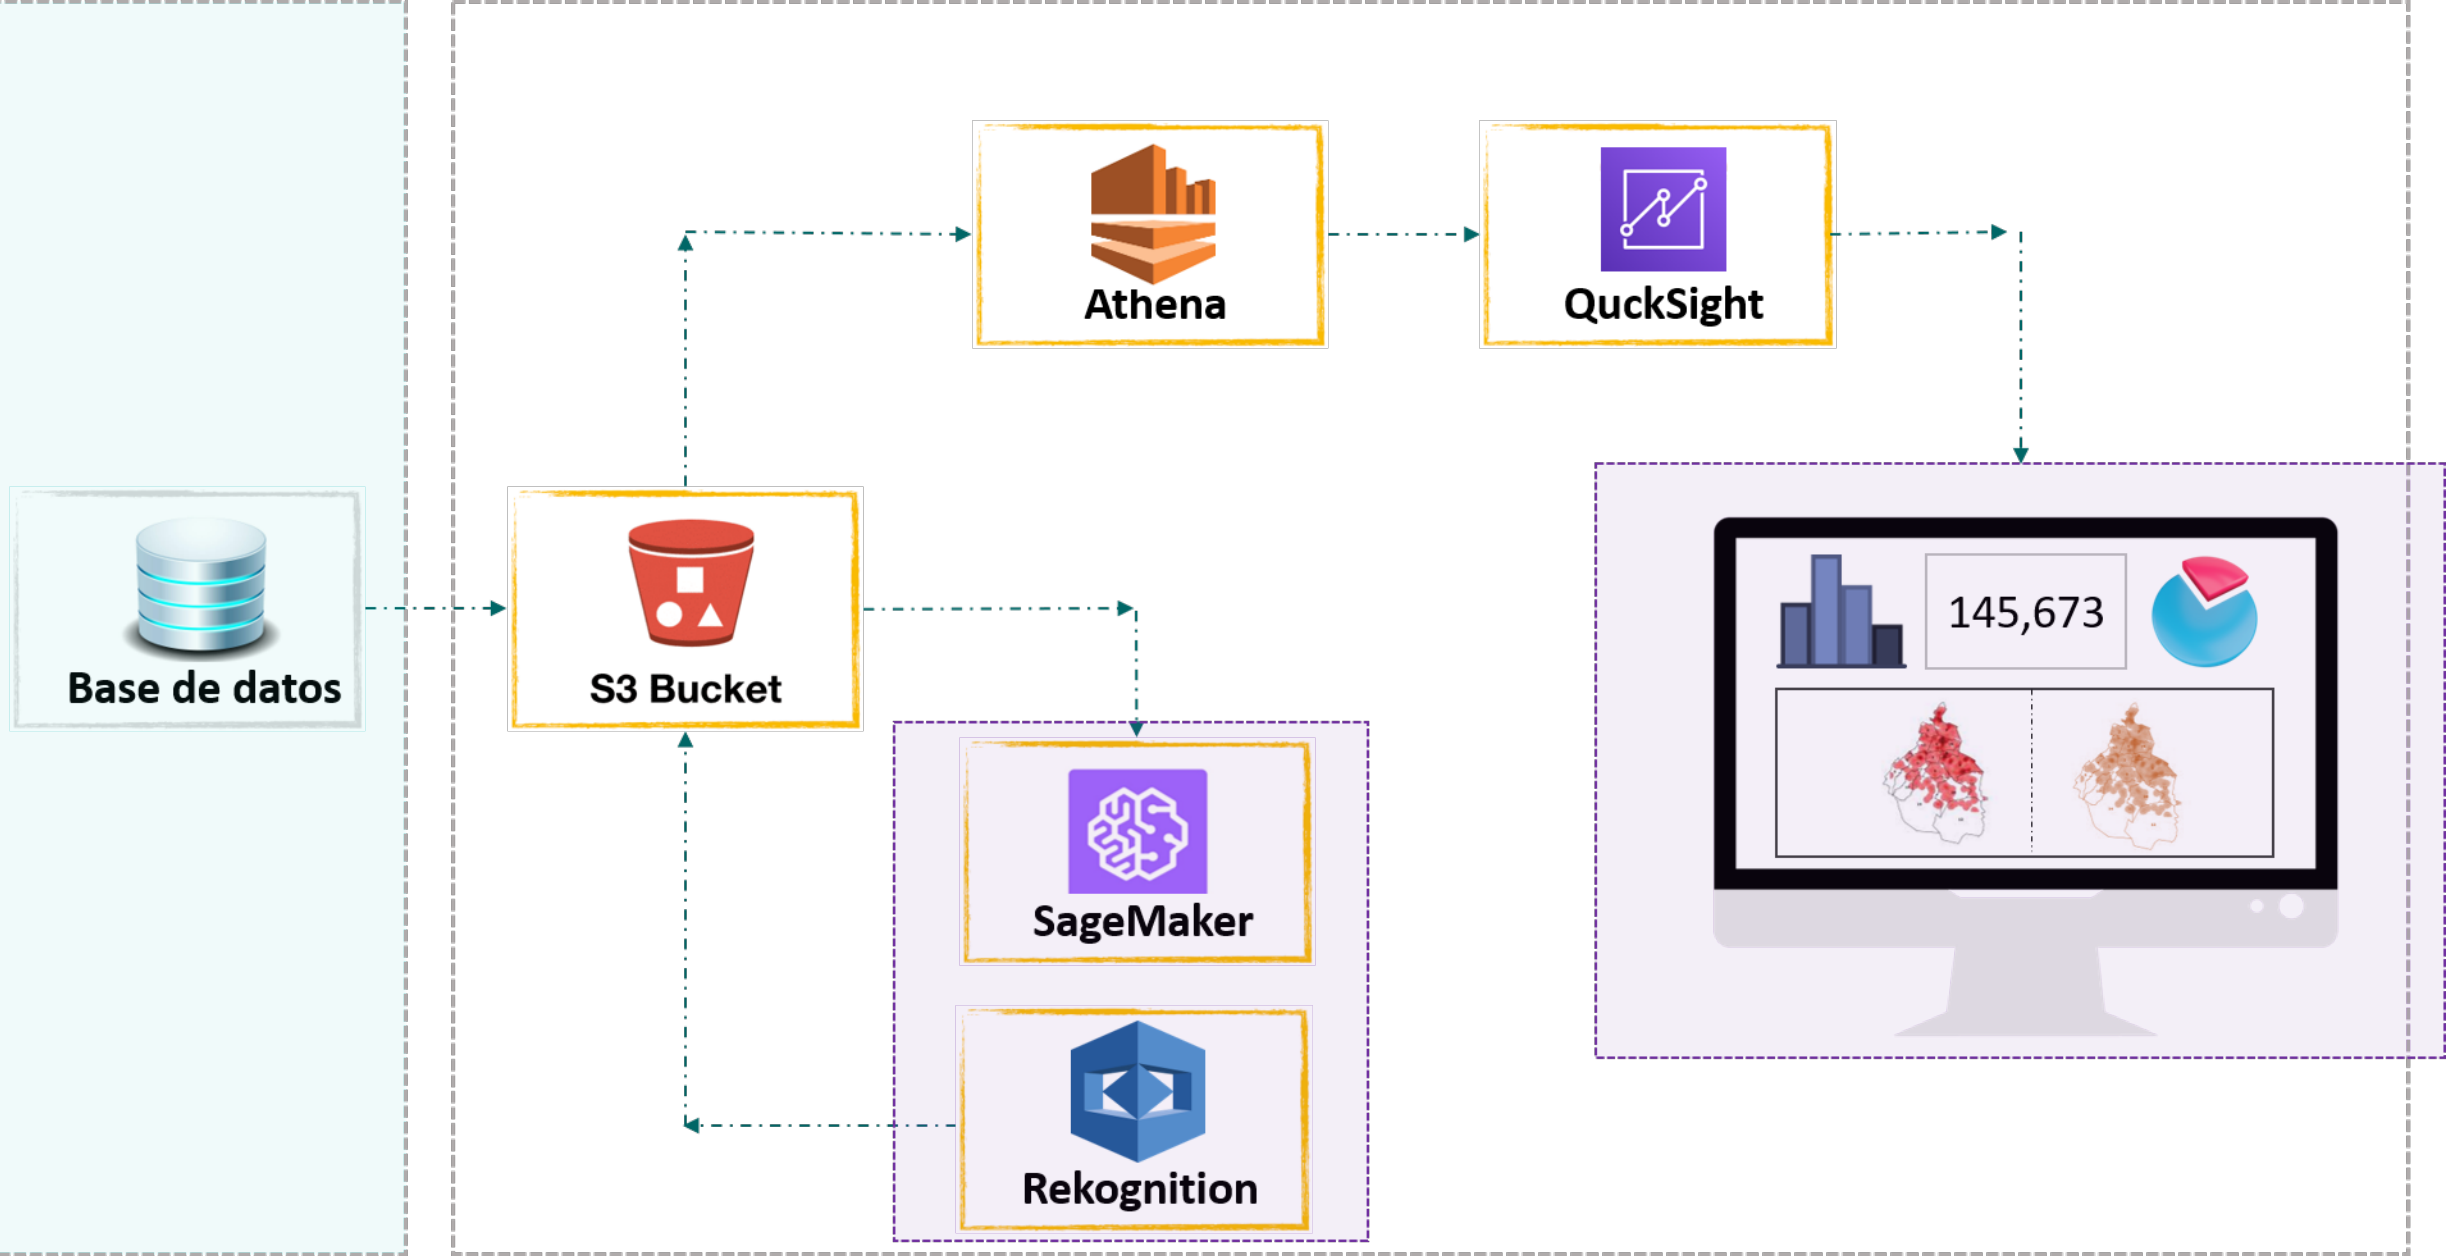 Athena
QuckSight
Base de datos
S3 Bucket
145,673
SageMaker
Rekognition